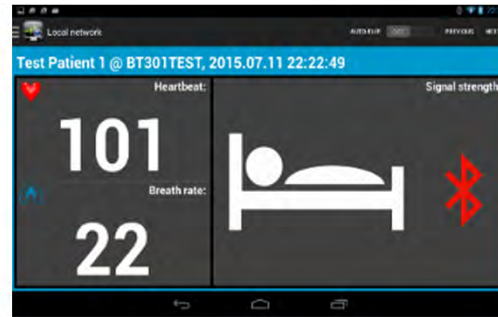 Local network
AUTO FLIP OFF PREVIOUS
Test Patient 1 @ BT301TEST, 2015.07.11 22:22:49
Heartbeat:
Signal strength
101
Breath rate:
22